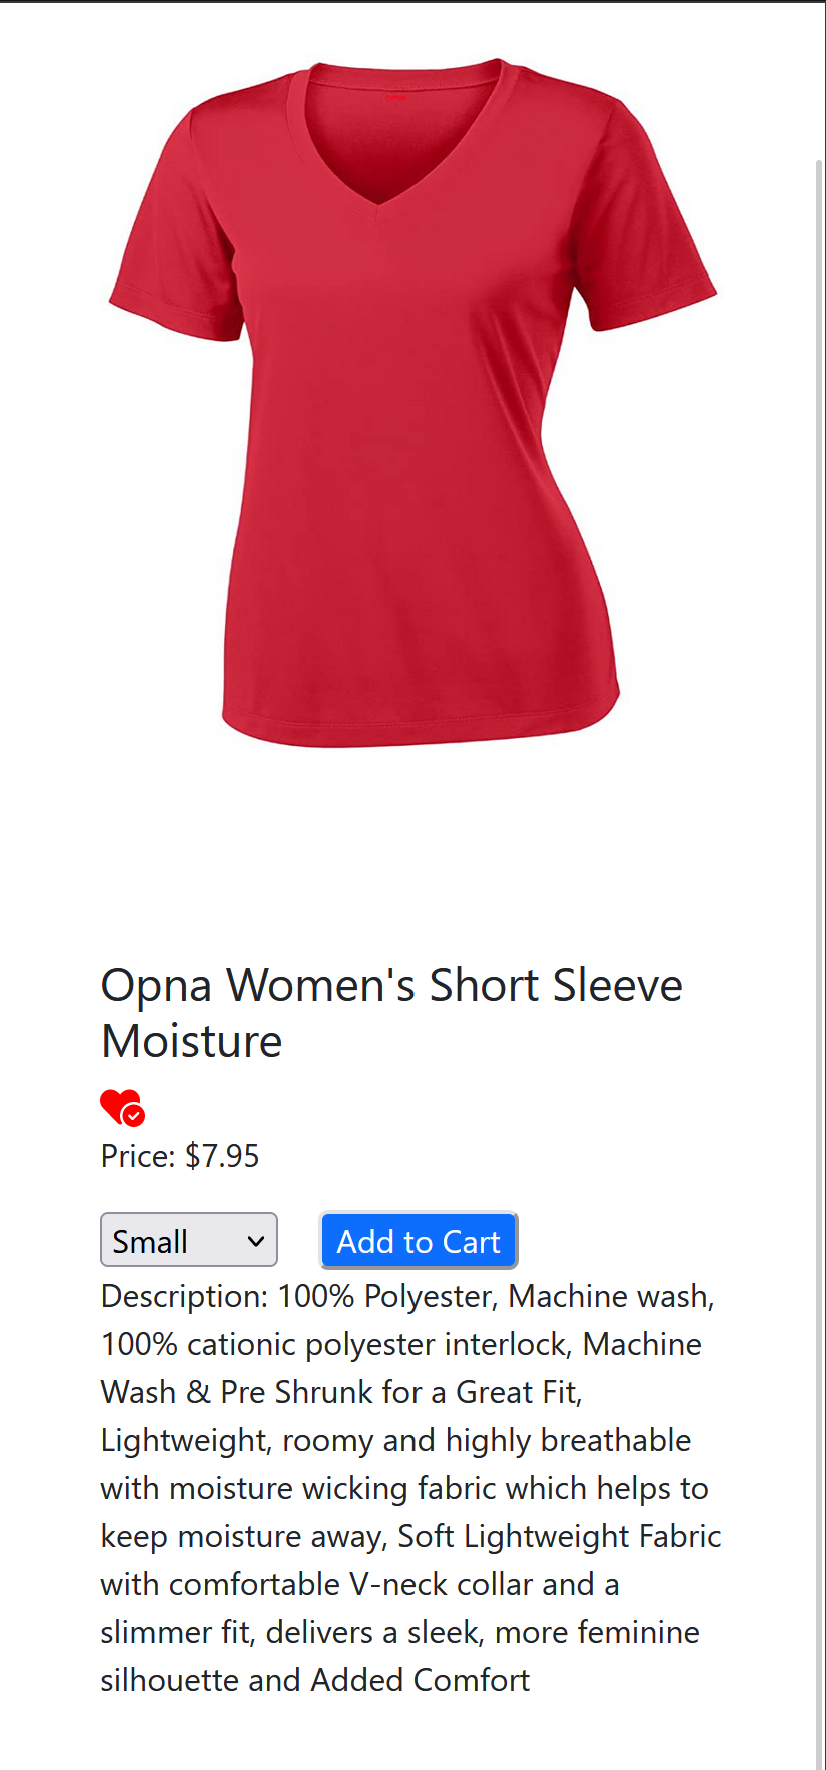 Opna Women's Short Sleeve
Moisture
Price: $7.95
Small
Add to Cart
Description: 100% Polyester, Machine wash,
100% cationic polyester interlock, Machine
Wash & Pre Shrunk for a Great Fit,
Lightweight, roomy and highly breathable
with moisture wicking fabric which helps to
keep moisture away, Soft Lightweight Fabric
with comfortable V-neck collar and a
slimmer fit, delivers a sleek, more feminine
silhouette and Added Comfort